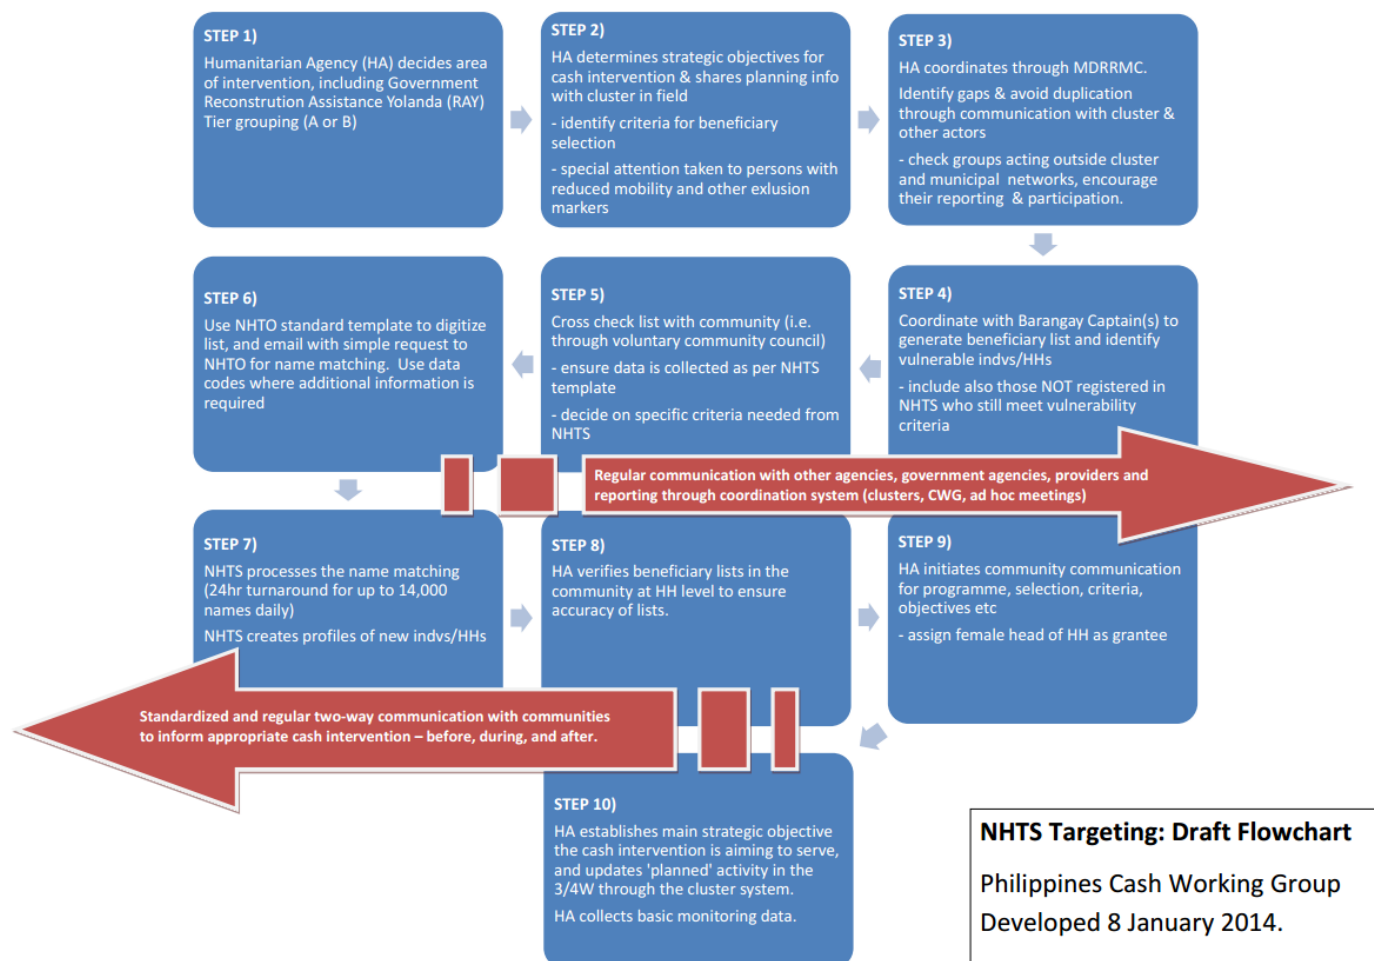 STEP 1)
Humanitarian Agency (HA) decides area
of intervention, including Government
Reconstrution Assistance Yolanda (RAY)
Tier grouping (A or B)
STEP 2)
HA determines strategic objectives for
cash intervention & shares planning info
with cluster in field
- identify criteria for beneficiary
selection
- special attention taken to persons with
reduced mobility and other exlusion
markers
STEP 3)
HA coordinates through MDRRMC.
Identify gaps & avoid duplication
through communication with cluster &
other actors
- check groups acting outside cluster
and municipal networks, encourage
their reporting & participation.
STEP 4)
Coordinate with Barangay Captain(s) to
generate beneficiary list and identify
vulnerable indvs/HHs
- include also those NOT registered in
NHTS who still meet vulnerability
criteria
STEP 5)
Cross check list with community (i.e.
through voluntary community council)
- ensure data is collected as per NHTS
template
- decide on specific criteria needed from
NHTS
STEP 6)
Use NHTO standard template to digitize
list, and email with simple request to
NHTO for name matching. Use data
codes where additional information is
required
Regular communication with other agencies, government agencies, providers and
reporting through coordination system (clusters, CWG, ad hoc meetings)
STEP 7)
NHTS processes the name matching
(24hr turnaround for up to 14,000
names daily)
NHTS creates profiles of new indvs/HHs
STEP 8)
HA verifies beneficiary lists in the
community at HH level to ensure
accuracy of lists.
STEP 9)
HA initiates community communication
for programme, selection, criteria,
objectives etc
- assign female head of HH as grantee
Standardized and regular two-way communication with communities
to inform appropriate cash intervention – before, during, and after.
STEP 10)
HA establishes main strategic objective
the cash intervention is aiming to serve,
and updates 'planned' activity in the
3/4W through the cluster system.
HA collects basic monitoring data.
NHTS Targeting: Draft Flowchart
Philippines Cash Working Group
Developed 8 January 2014.